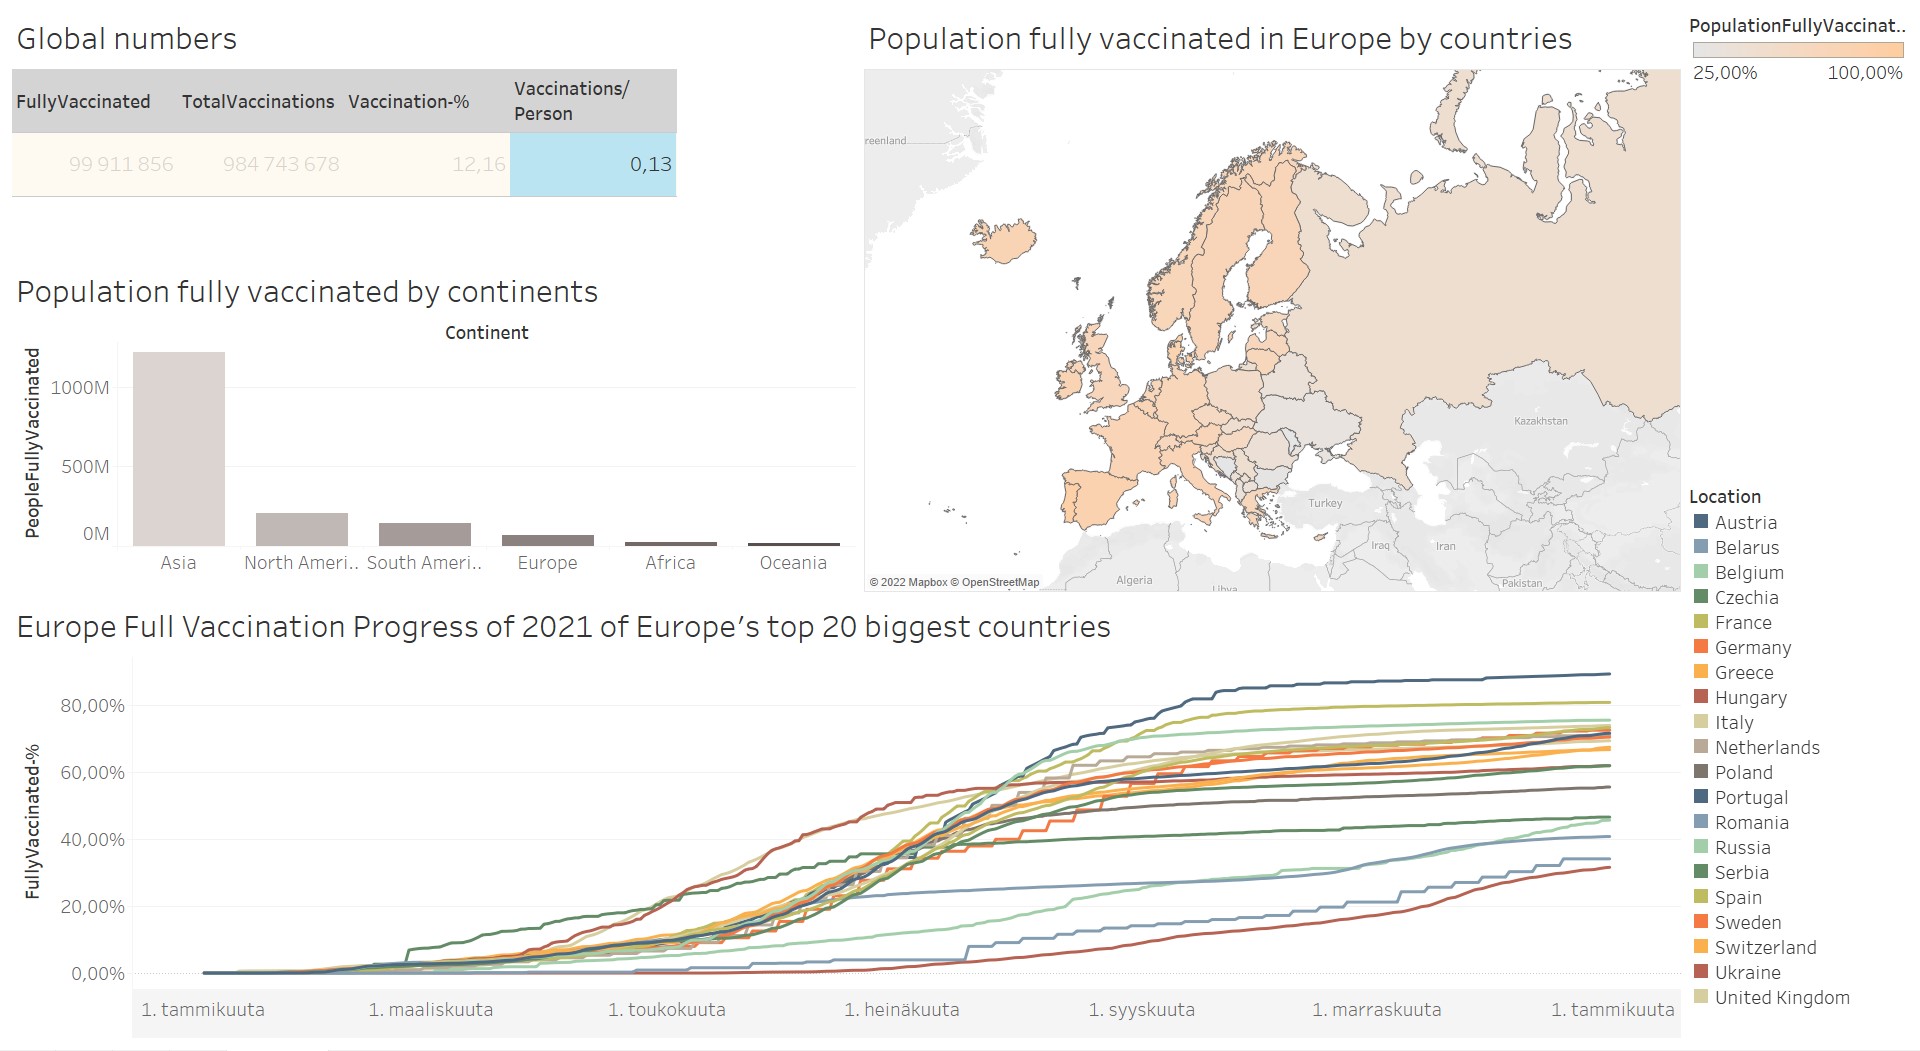 Global numbers
FullyVaccinated TotalVaccinations Vaccination-% Vaccinations/
Person
99 911 856 984 743 678 12,16 0,13
Population fully vaccinated by continents
Continent
PeopleFullyVaccinated
1000M
500M
0M
Asia North Ameri.. South Ameri.. Europe Africa Oceania
Population fully vaccinated in Europe by countries
reenland
Kazakhstan
Turkey
Iraq
Iran
Algeria
Libya
Pakistan
© 2022 Mapbox © OpenStreetMap
PopulationFullyVaccinat..
25,00% 100,00%
Europe Full Vaccination Progress of 2021 of Europe's top 20 biggest countries
FullyVaccinated-%
80,00%
60,00%
40,00%
20,00%
0,00%
1. tammikuuta 1. maaliskuuta 1. toukokuuta 1. heinäkuuta 1. syyskuuta 1. marraskuuta 1. tammikuuta
Location
Austria
Belarus
Belgium
Czechia
France
Germany
Greece
Hungary
Italy
Netherlands
Poland
Portugal
Romania
Russia
Serbia
Spain
Sweden
Switzerland
Ukraine
United Kingdom